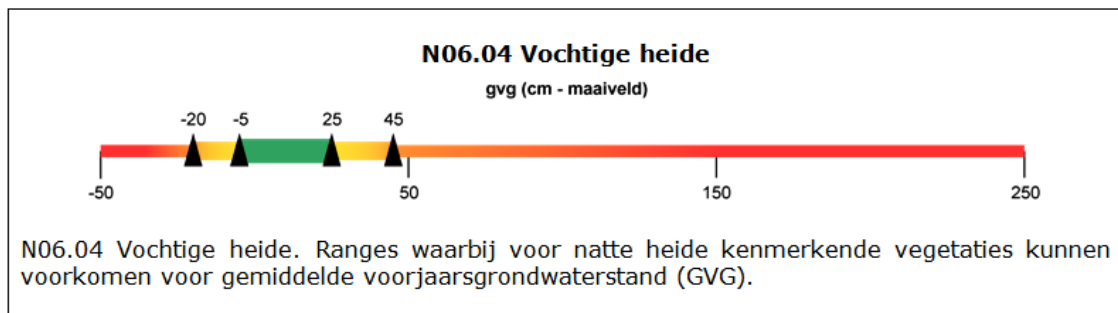 N06.04 Vochtige heide
gvg (cm - maaiveld)
-20 -5 25 45
-50 50 150 250
N06.04 Vochtige heide. Ranges waarbij voor natte heide kenmerkende vegetaties kunnen
voorkomen voor gemiddelde voorjaarsgrondwaterstand (GVG).